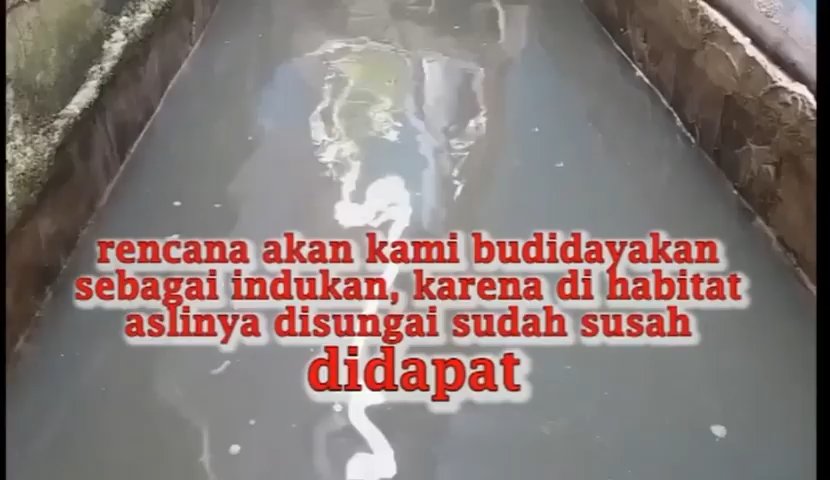 rencana akan kami budidayakan
sebagai indukan, karena di habitat
aslinya disungai sudah susah
didapat